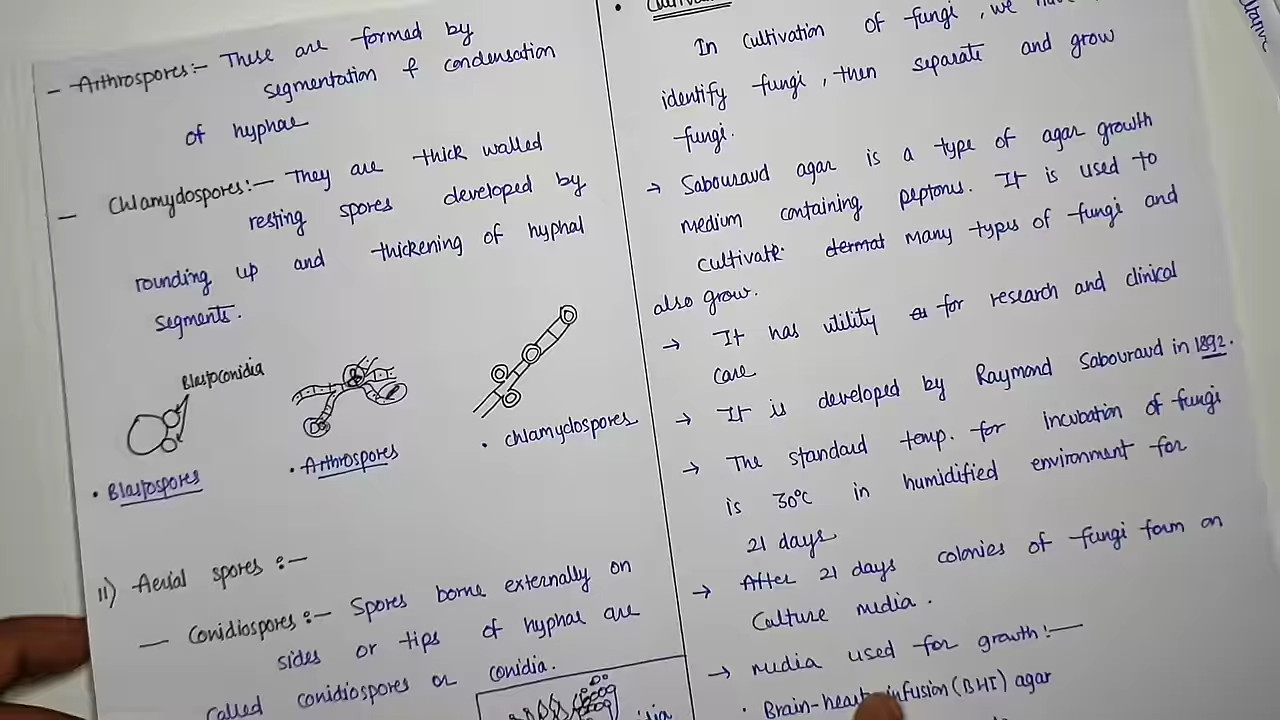 - Arthrospores:- These are formed by
segmentation & condensation
of hyphae
- Chlamydospores:- They are thick walled
resting spores developed by
rounding up and thickening of hyphal
segments.
Blastoconidia
• Blastospores
• Arthrospores
• chlamydospores
II) Aerial spores :-
- Conidiospores:- Spores borne externally on
sides or tips of hyphae are
called conidiospores or conidia.
In cultivation of fungi, we
identify fungi, then separate and grow
fungi.
→ Sabouraud agar is a type of agar growth
medium containing peptones. It is used to
cultivate many types of fungi and
also grow.
→ It has utility for research and clinical
care
→ It is developed by Raymond Sabouraud in 1892.
→ The standard temp. for incubation of fungi
is 30°C in humidified environment for
21 days
→ After 21 days colonies of fungi form on
Culture media.
→ Media used for growth:-
• Brain-heart infusion (BHI) agar